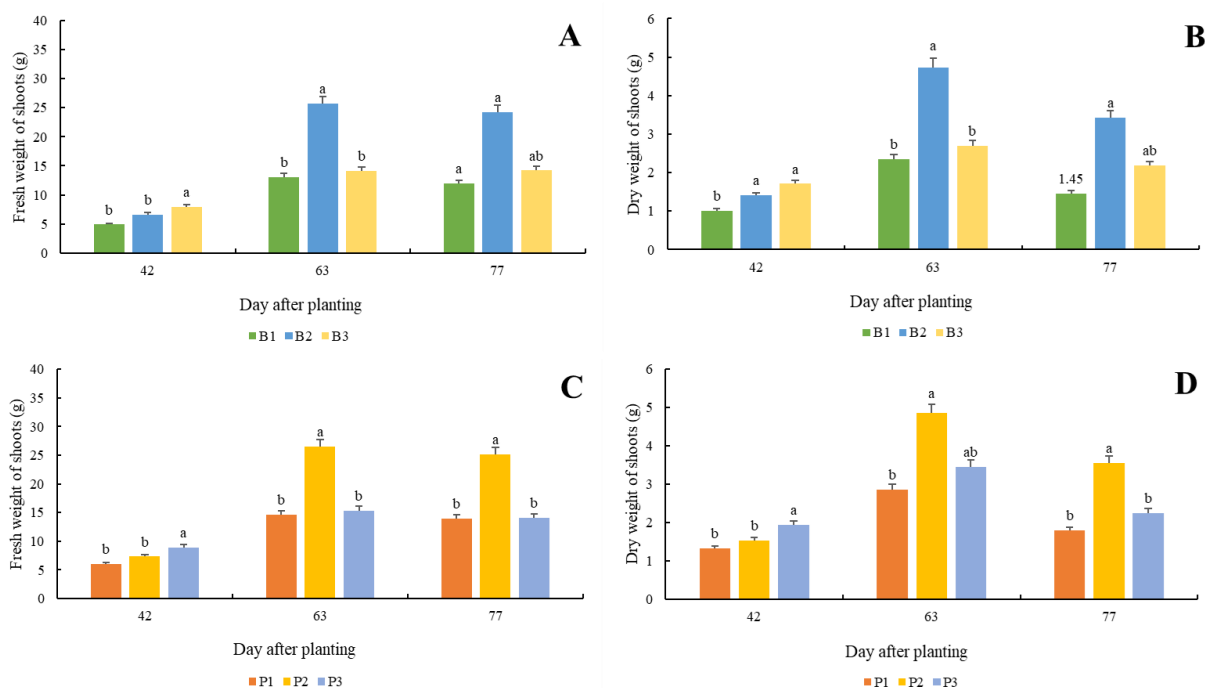 A
Fresh weight of shoots (g)
40
35
30
25
20
15
10
5
0
b b a
b a b
a a ab
42 63 77
Day after planting
B1 B2 B3
B
Dry weight of shoots (g)
6
5
4
3
2
1
0
b a a
b a b
1.45 a ab
42 63 77
Day after planting
B1 B2 B3
C
Fresh weight of shoots (g)
40
35
30
25
20
15
10
5
0
b b a
b a b
b a b
42 63 77
Day after planting
P1 P2 P3
D
Dry weight of shoots (g)
6
5
4
3
2
1
0
b b a
b a ab
b a b
42 63 77
Day after planting
P1 P2 P3